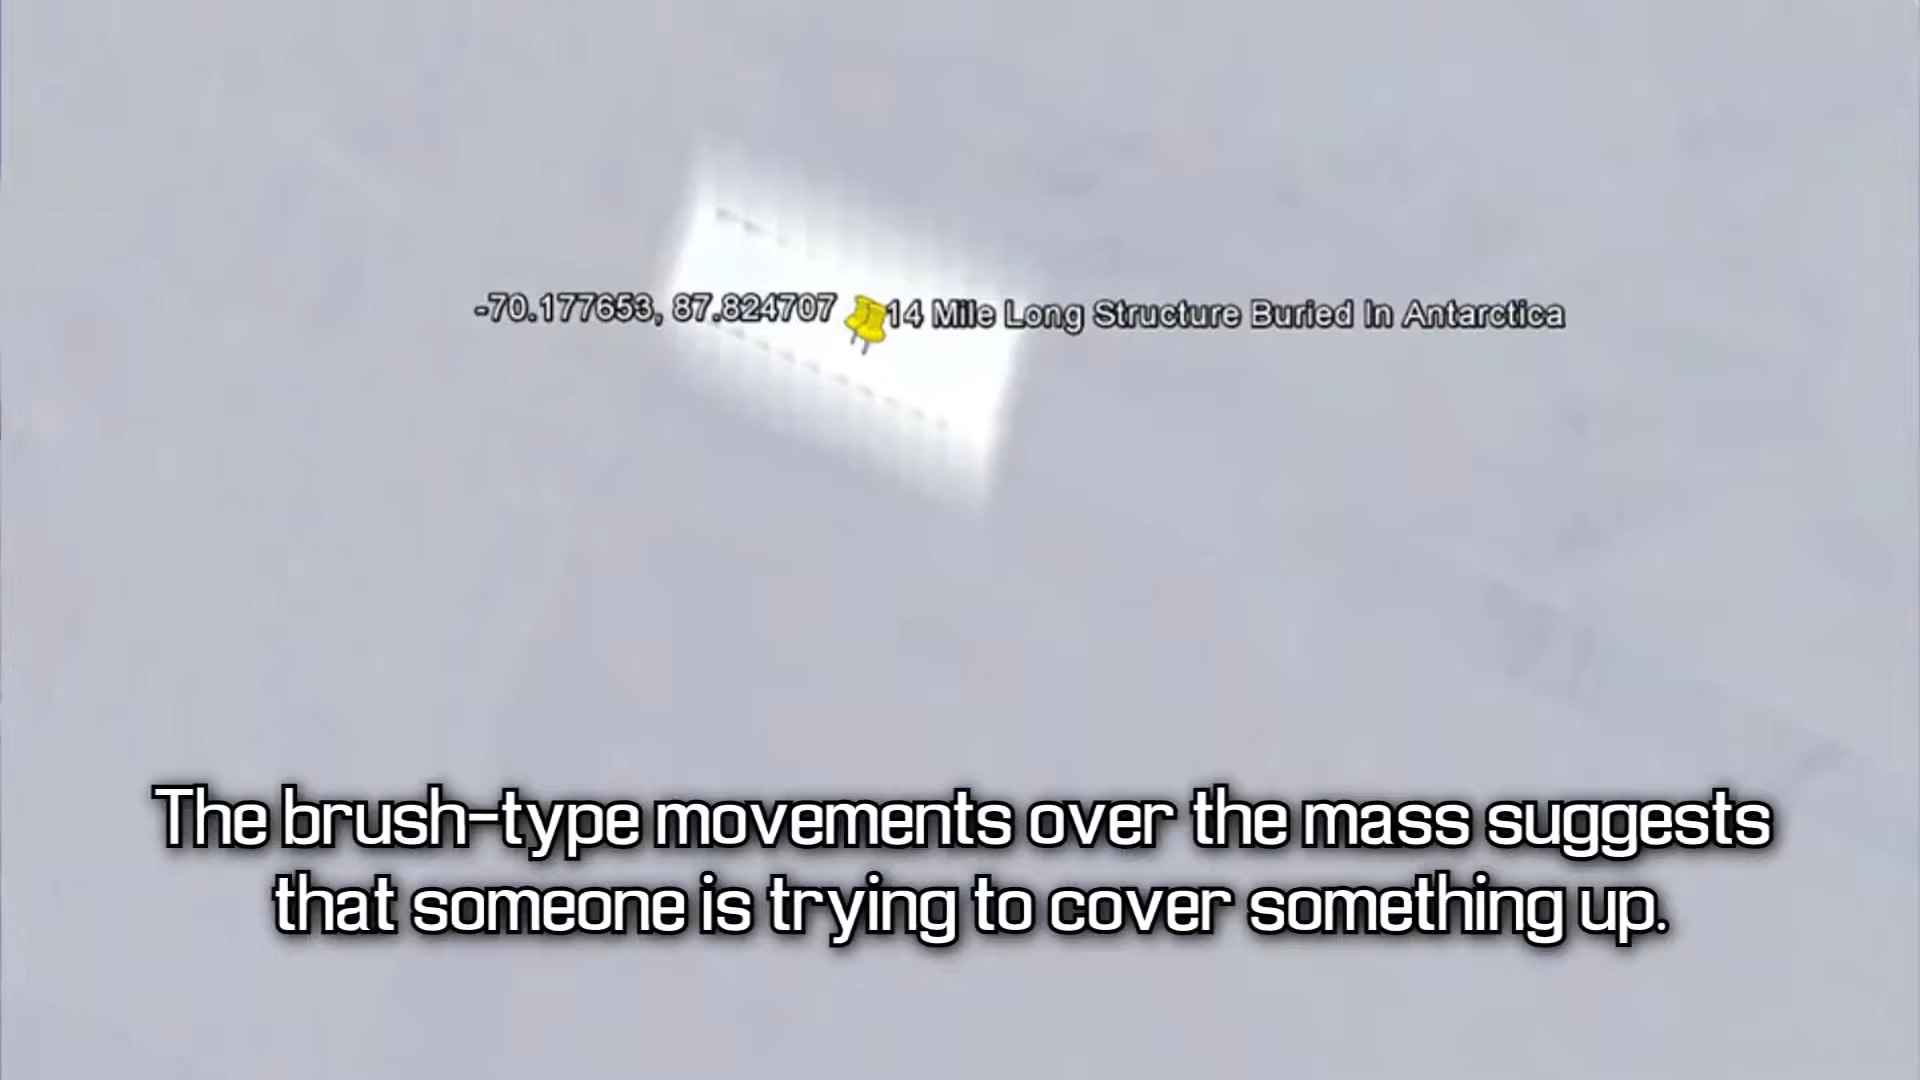 -70.177653, 87.824707 14 Mile Long Structure Buried In Antarctica
The brush-type movements over the mass suggests
that someone is trying to cover something up.